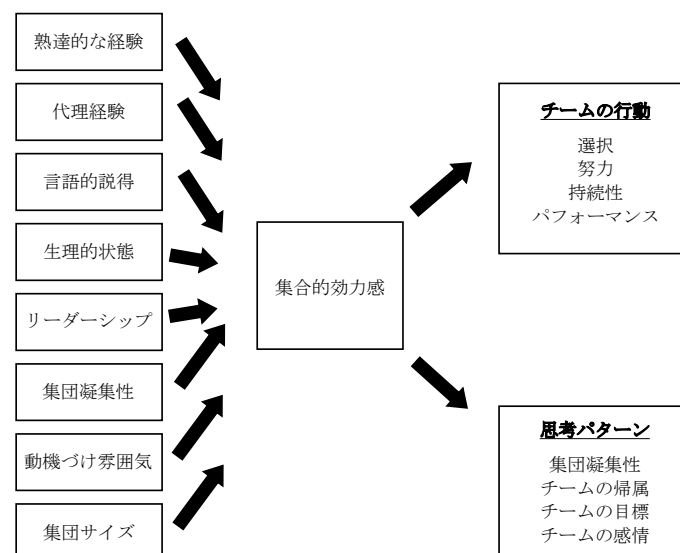 熟達的な経験
代理経験
言語的説得
生理的状態
リーダーシップ
集団凝集性
動機づけ雰囲気
集団サイズ
集合的効力感
チームの行動
選択
努力
持続性
パフォーマンス
思考パターン
集団凝集性
チームの帰属
チームの目標
チームの感情